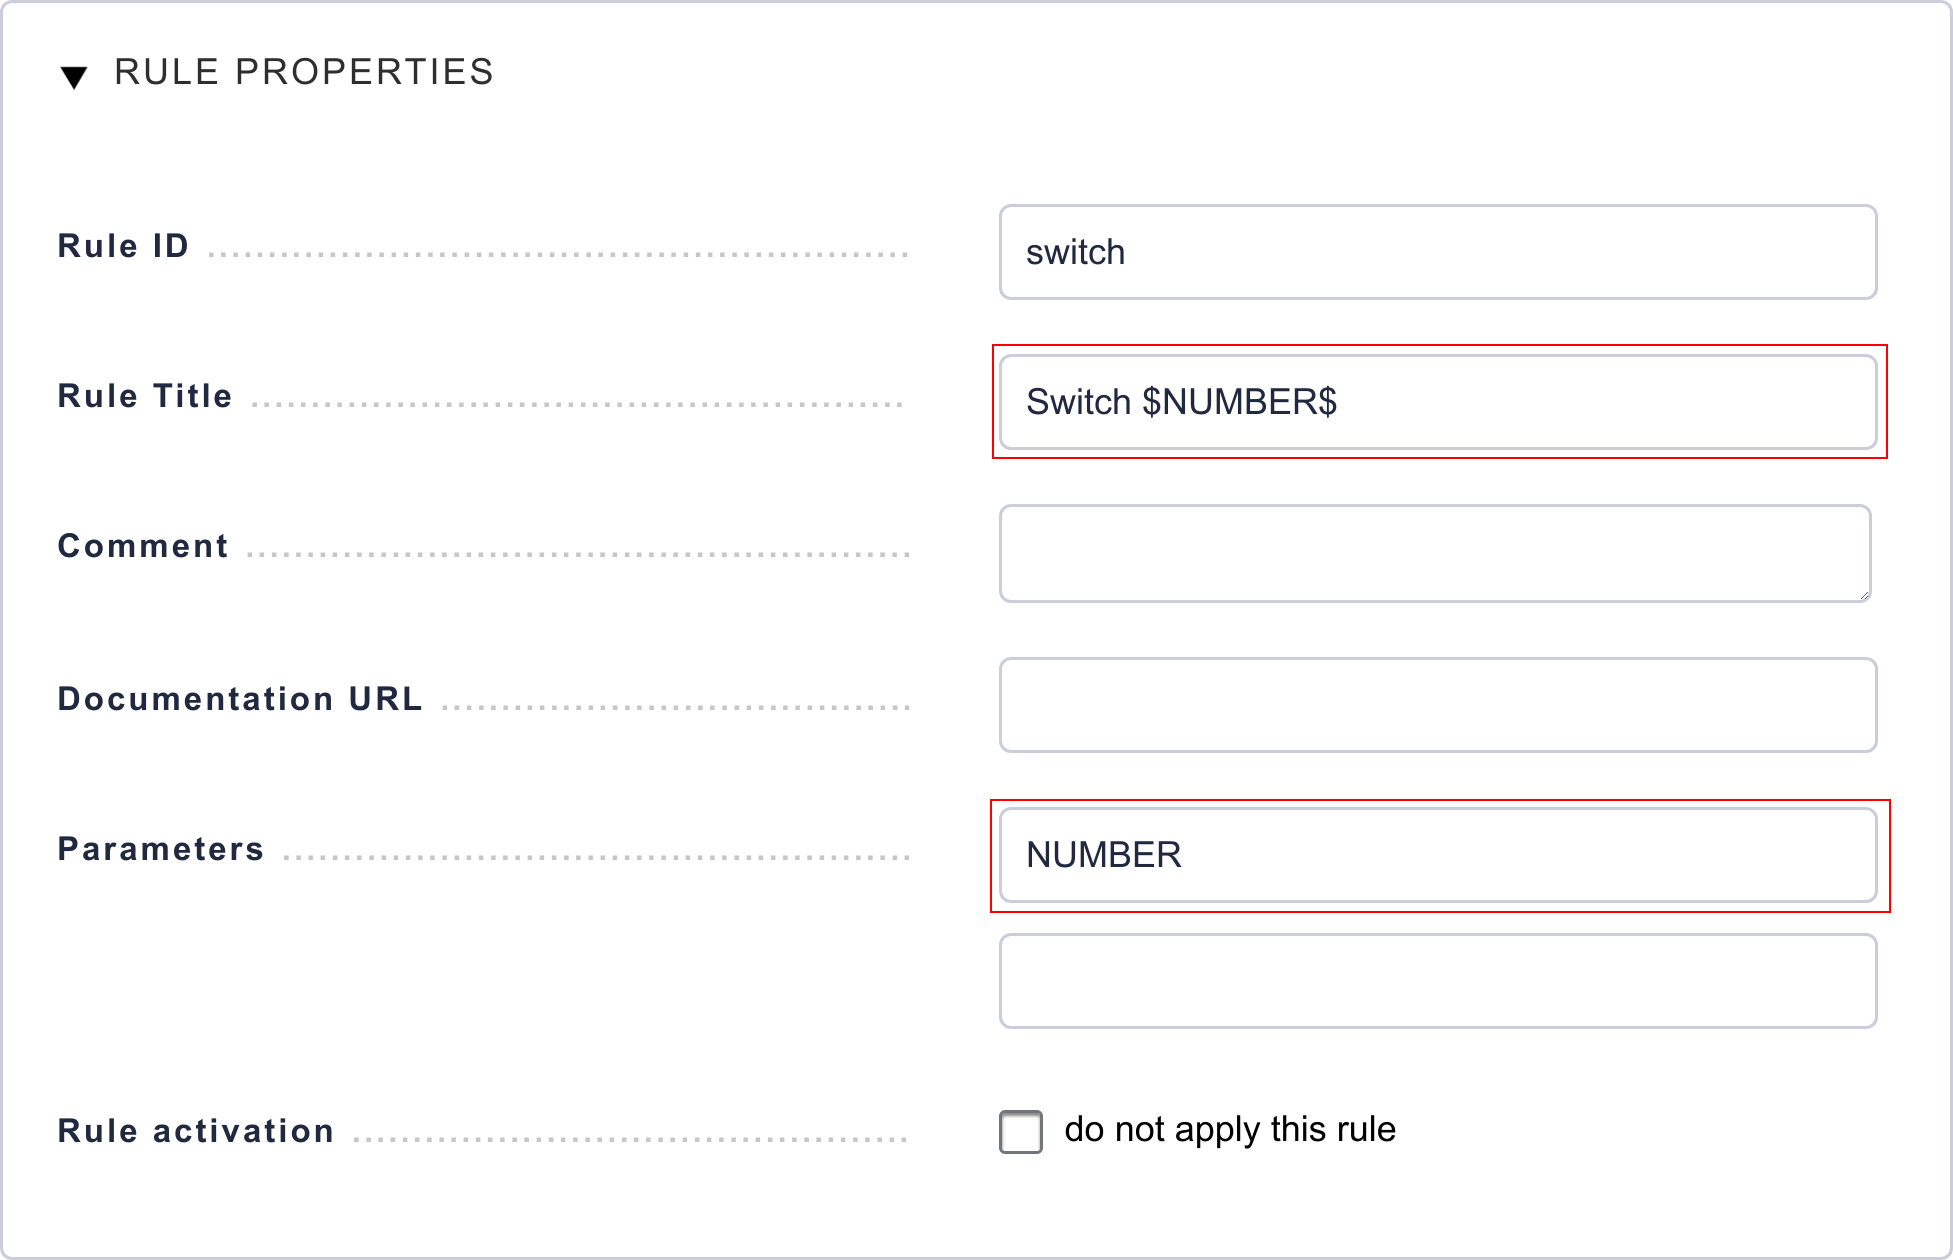 RULE PROPERTIES
Rule ID switch
Rule Title Switch $NUMBER$
Comment
Documentation URL
Parameters NUMBER
Rule activation do not apply this rule